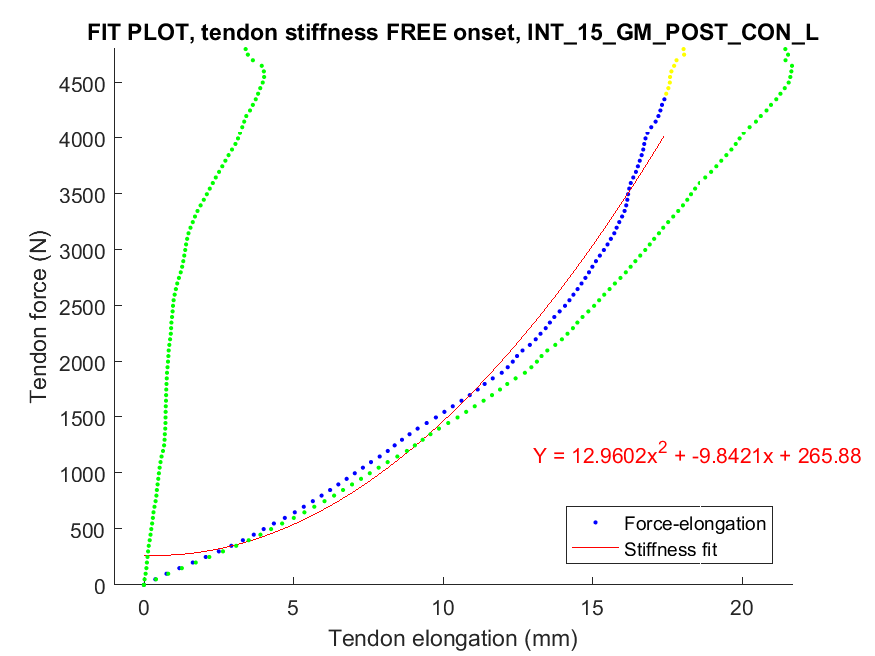 FIT PLOT, tendon stiffness FREE onset, INT_15_GM_POST_CON_L
4500
4000
3500
3000
2500
2000
1500
1000
500
0
Tendon force (N)
Y = 12.9602x² + -9.8421x + 265.88
Force-elongation
Stiffness fit
0 5 10 15 20
Tendon elongation (mm)